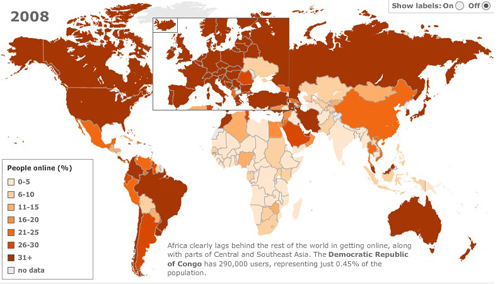 2008
Show labels: On Off
People online (%)
0-5
6-10
11-15
16-20
21-25
26-30
31+
no data
Africa clearly lags behind the rest of the world in getting online, along
with parts of Central and Southeast Asia. The Democratic Republic
of Congo has 290,000 users, representing just 0.45% of the
population.